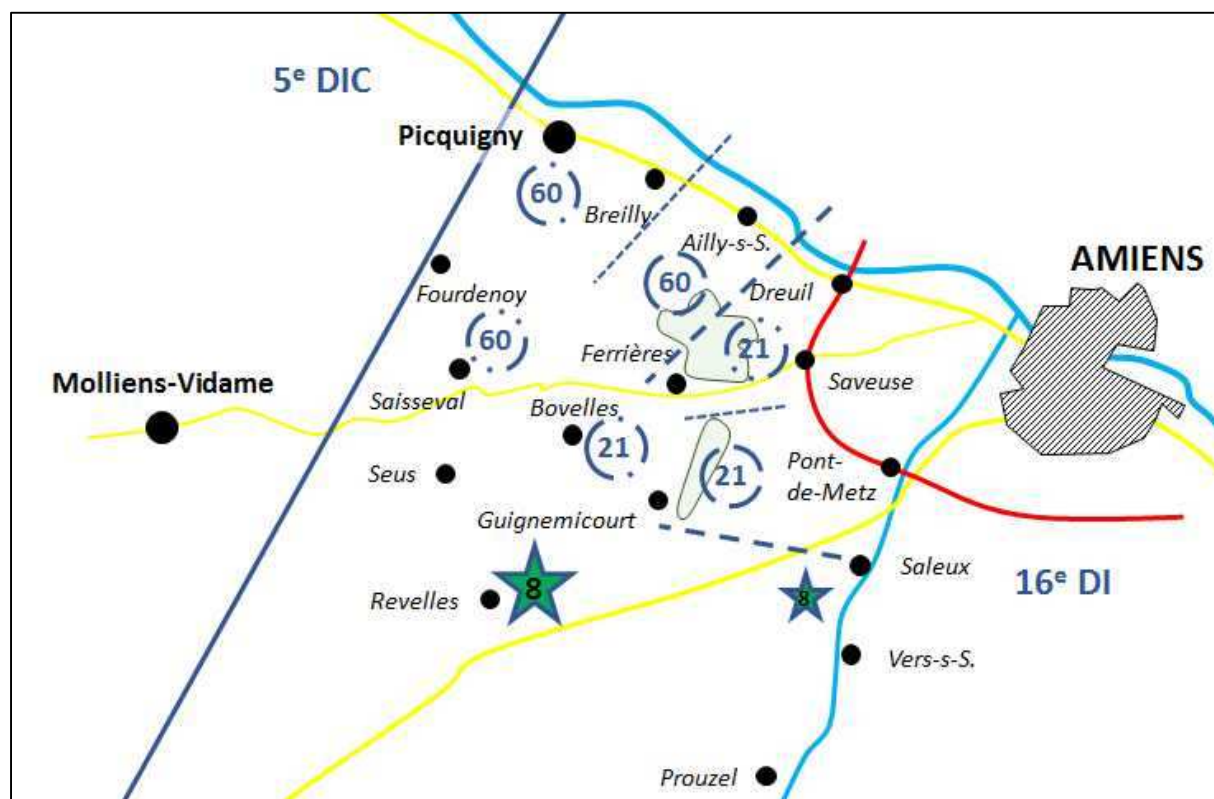 5e DIC
Picquigny
60
Breilly
Ailly-s-S.
AMIENS
60
Dreuil
Fourdenoy
60
Ferrières
21
Saveuse
Molliens-Vidame
Saisseval
Bovelles
21
Seus
21
Pont-
de-Metz
Guignemicourt
8
8
Saleux
16e DI
Revelles
Vers-s-S.
Prouzel